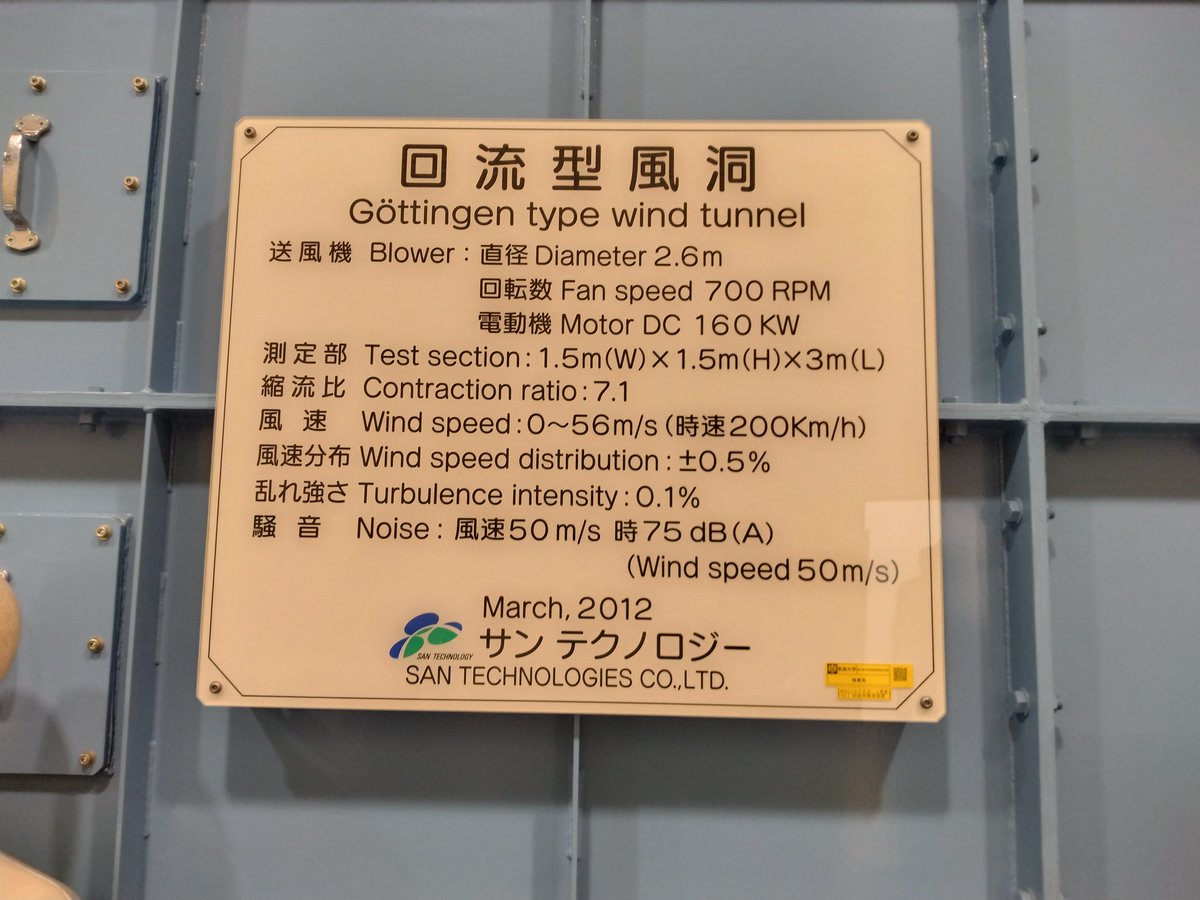 回流型風洞
Göttingen type wind tunnel
送風機 Blower : 直径 Diameter 2.6m
回転数 Fan speed 700 RPM
電動機 Motor DC 160 KW
測定部 Test section : 1.5m(W)×1.5m(H)×3m(L)
縮流比 Contraction ratio : 7.1
風速 Wind speed : 0～56m/s (時速200Km/h)
風速分布 Wind speed distribution : ±0.5%
乱れ強さ Turbulence intensity : 0.1%
騒音 Noise : 風速50m/s 時75dB(A)
(Wind speed 50m/s)
March, 2012
SAN TECHNOLOGY
サン テクノロジー
SAN TECHNOLOGIES CO.,LTD.